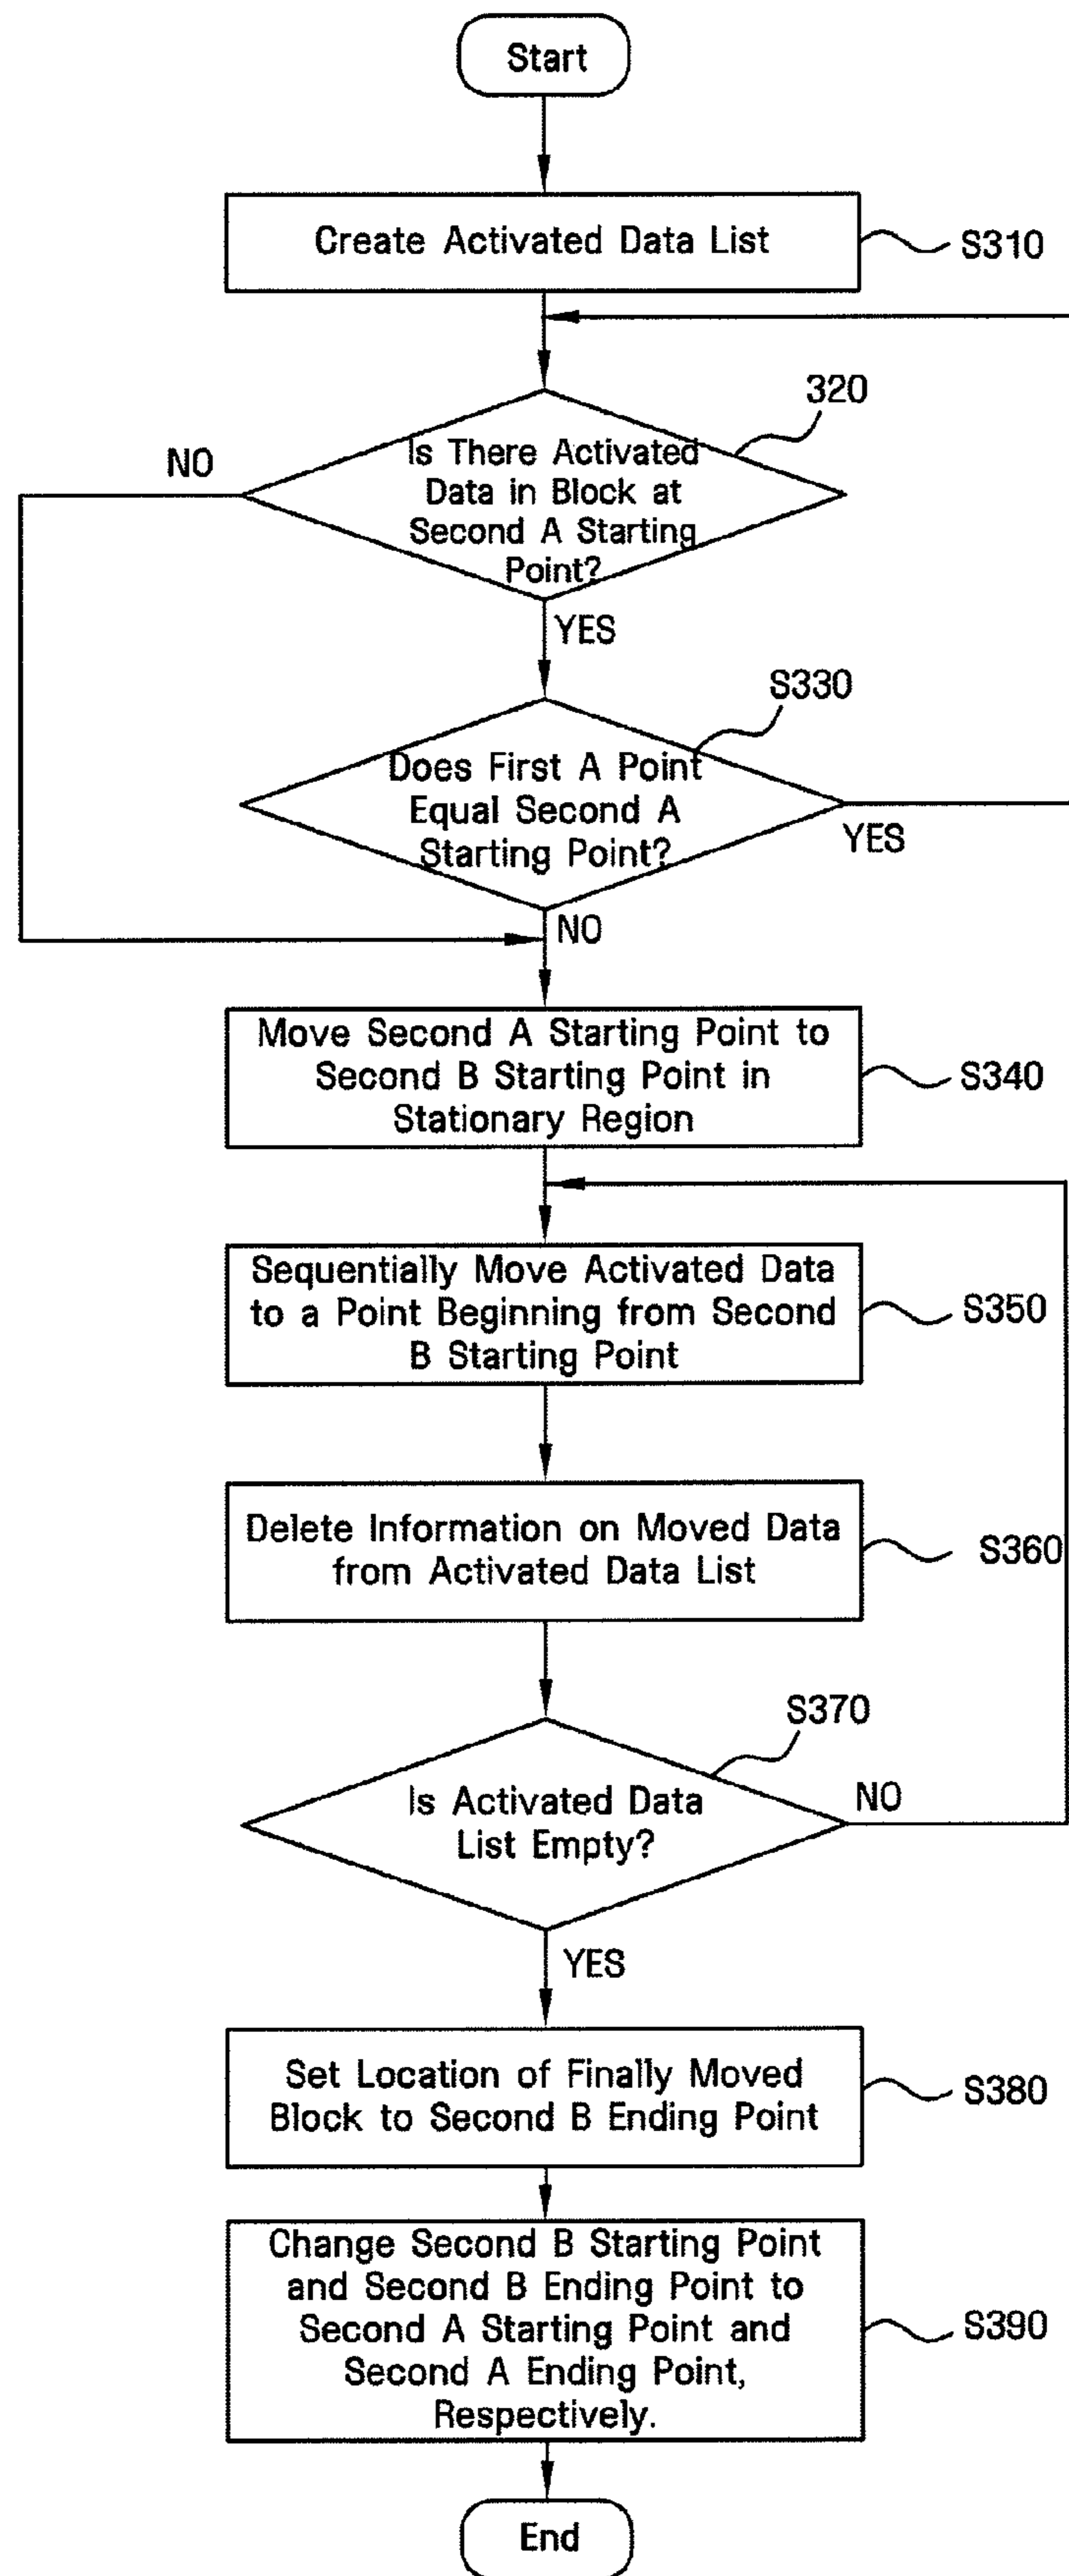 Start
Create Activated Data List
S310
320
Is There Activated
Data in Block at
Second A Starting
Point?
NO
YES
S330
Does First A Point
Equal Second A
Starting Point?
YES
NO
Move Second A Starting Point to
Second B Starting Point in
Stationary Region
S340
Sequentially Move Activated Data
to a Point Beginning from Second
B Starting Point
S350
Delete Information on Moved Data
from Activated Data List
S360
S370
Is Activated Data
List Empty?
NO
YES
Set Location of Finally Moved
Block to Second B Ending Point
S380
Change Second B Starting Point
and Second B Ending Point to
Second A Starting Point and
Second A Ending Point,
Respectively.
S390
End